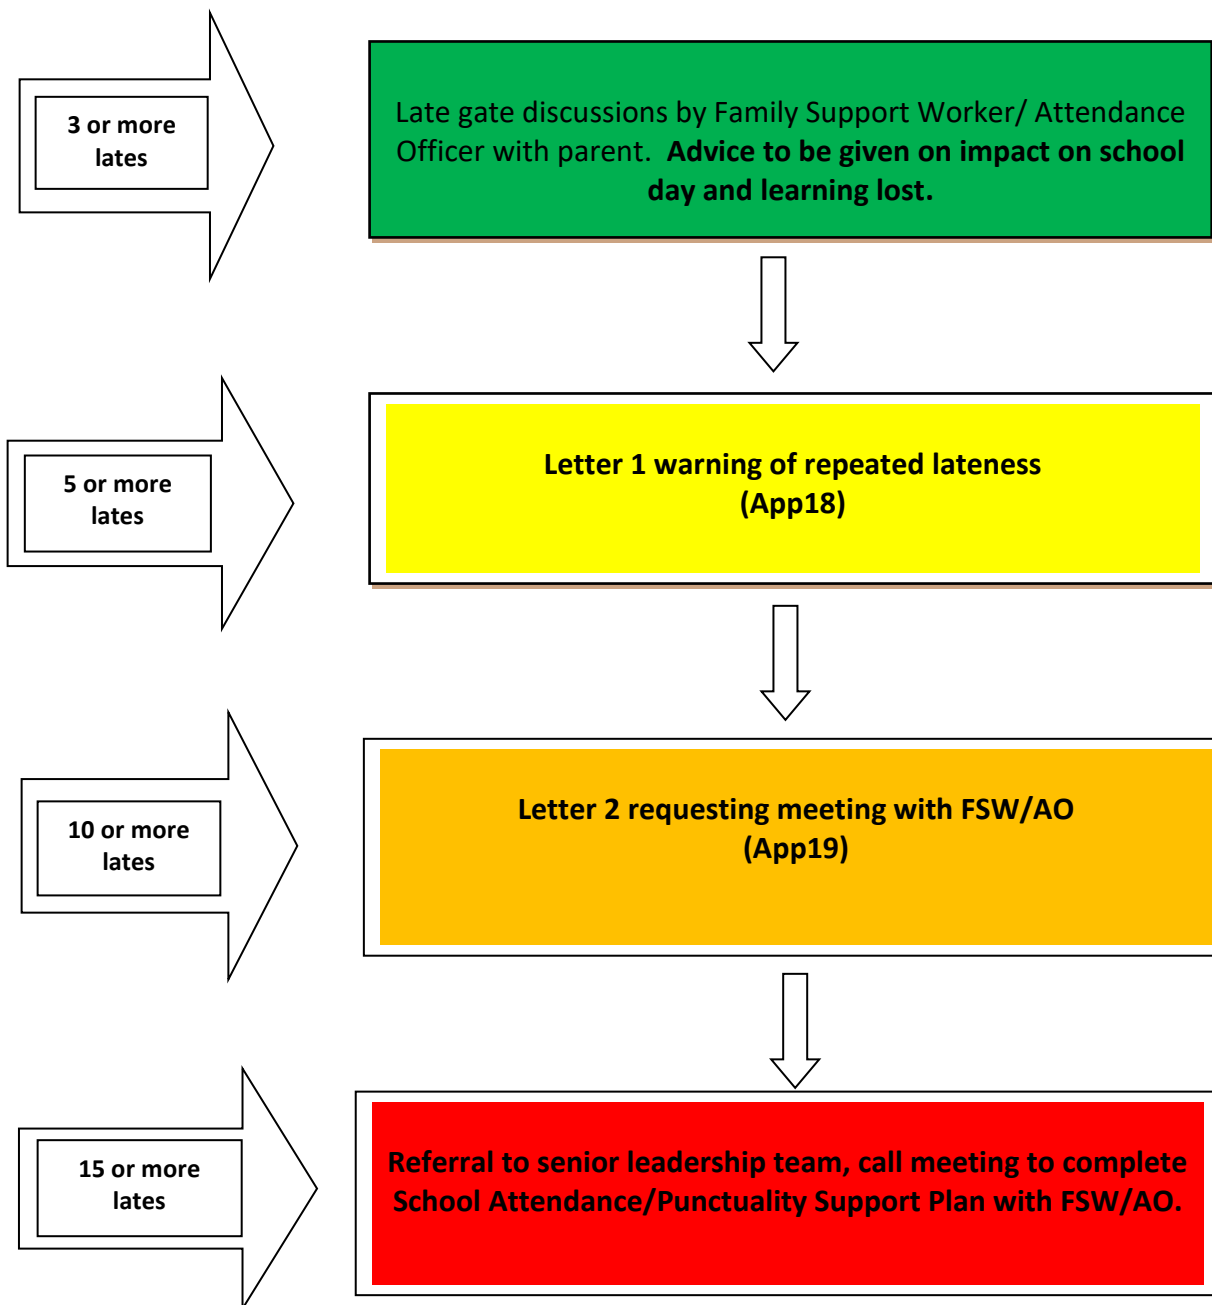 3 or more
lates
Late gate discussions by Family Support Worker/ Attendance
Officer with parent.  Advice to be given on impact on school
day and learning lost.
5 or more
lates
Letter 1 warning of repeated lateness
(App18)
10 or more
lates
Letter 2 requesting meeting with FSW/AO
(App19)
15 or more
lates
Referral to senior leadership team, call meeting to complete
School Attendance/Punctuality Support Plan with FSW/AO.